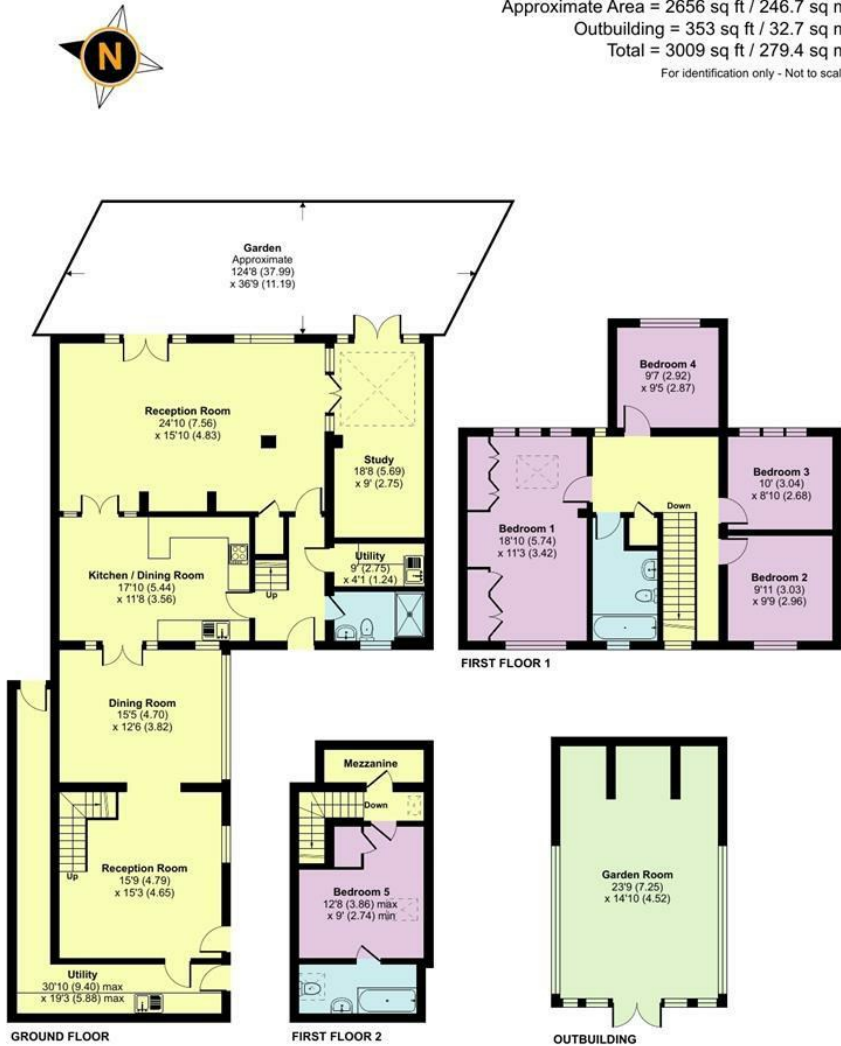 Approximate Area = 2656 sq ft / 246.7 sq m
Outbuilding = 353 sq ft / 32.7 sq m
Total = 3009 sq ft / 279.4 sq m
For identification only - Not to scale
N
Garden
Approximate
124'8 (37.99)
x 36'9 (11.19)
Reception Room
24'10 (7.56)
x 15'10 (4.83)
Study
18'8 (5.69)
x 9' (2.75)
Kitchen / Dining Room
17'10 (5.44)
x 11'8 (3.56)
Up
Utility
9' (2.75)
x 4'1 (1.24)
Dining Room
15'5 (4.70)
x 12'6 (3.82)
Up
Reception Room
15'9 (4.79)
x 15'3 (4.65)
Utility
30'10 (9.40) max
x 19'3 (5.88) max
GROUND FLOOR
Bedroom 4
9'7 (2.92)
x 9'5 (2.87)
Bedroom 3
10' (3.04)
x 8'10 (2.68)
Down
Bedroom 1
18'10 (5.74)
x 11'3 (3.42)
Bedroom 2
9'11 (3.03)
x 9'9 (2.96)
FIRST FLOOR 1
Mezzanine
Down
Bedroom 5
12'8 (3.86) max
x 9' (2.74) min
FIRST FLOOR 2
Garden Room
23'9 (7.25)
x 14'10 (4.52)
OUTBUILDING